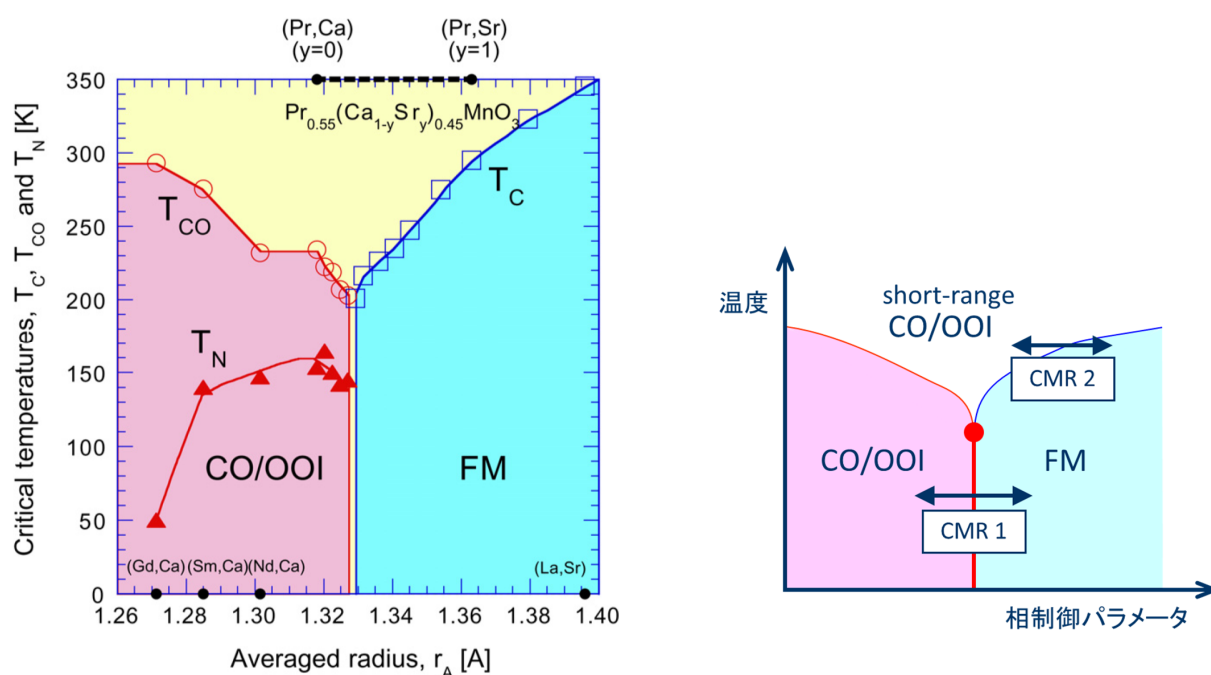 (Pr,Ca)
(y=0)
(Pr,Sr)
(y=1)
Pr0.55(Ca1-ySry)0.45MnO3
Critical temperatures, TC, TCO and TN [K]
350
300
250
200
150
100
50
0
TCO
TC
TN
CO/OOI
FM
(Gd,Ca)(Sm,Ca)(Nd,Ca)
(La,Sr)
1.26
1.28
1.30
1.32
1.34
1.36
1.38
1.40
Averaged radius, rA [A]
温度
short-range
CO/OOI
CMR 2
CO/OOI
FM
CMR 1
相制御パラメータ